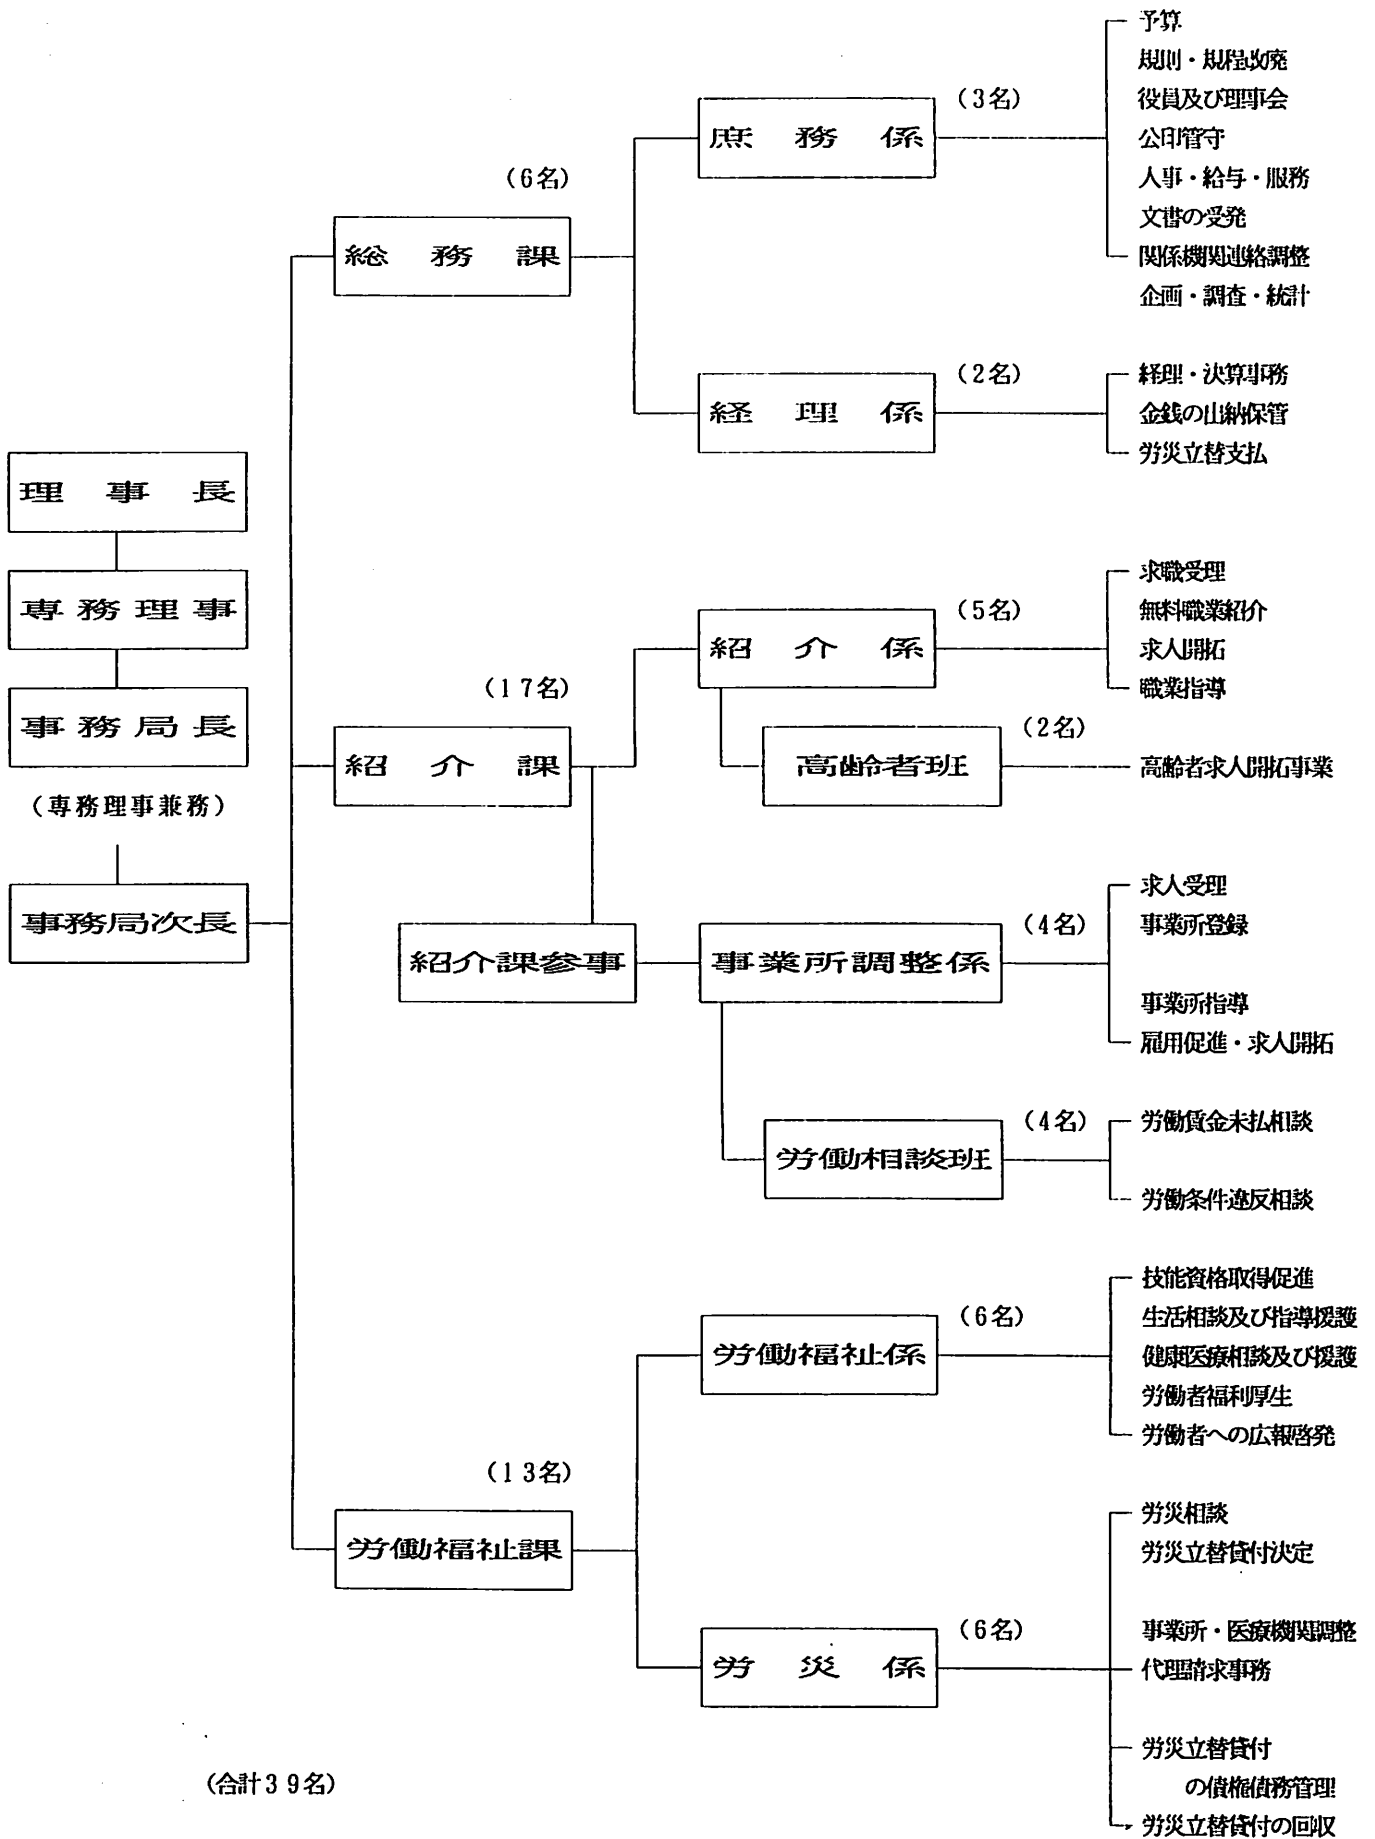 理事長
専務理事
事務局長
（専務理事兼務）
事務局次長
（6名）
総務課
（3名）
庶務係
予算
規則・規程改廃
役員及び理事会
公印管守
人事・給与・服務
文書の受発
関係機関連絡調整
企画・調査・統計
（2名）
経理係
経理・決算事務
金銭の出納保管
労災立替支払
（17名）
紹介課
（5名）
紹介係
求職受理
無料職業紹介
求人開拓
職業指導
（2名）
高齢者班
高齢者求人開拓事業
紹介課参事
（4名）
事業所調整係
求人受理
事業所登録
事業所指導
雇用促進・求人開拓
（4名）
労働相談班
労働賃金未払相談
労働条件違反相談
（13名）
労働福祉課
（6名）
労働福祉係
技能資格取得促進
生活相談及び指導援護
健康医療相談及び援護
労働者福利厚生
労働者への広報啓発
（6名）
労災係
労災相談
労災立替貸付決定
事業所・医療機関調整
代理請求事務
労災立替貸付
の債権債務管理
労災立替貸付の回収
（合計39名）